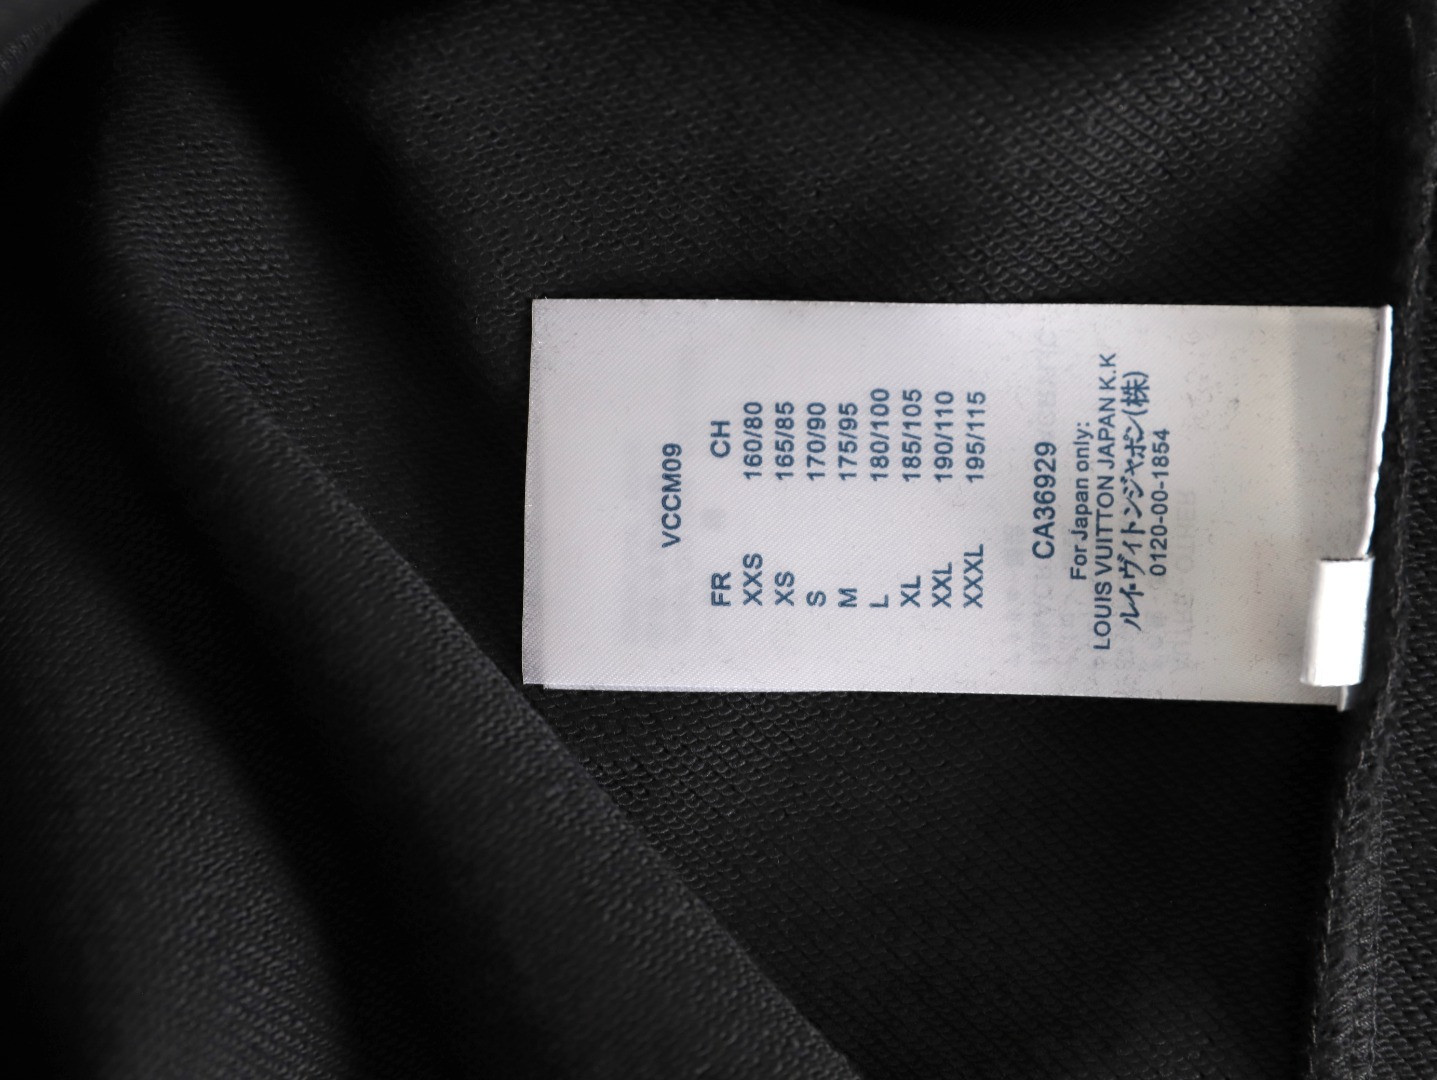 VCCM09
FR CH
XXS 160/80
XS 165/85
S 170/90
M 175/95
L 180/100
XL 185/105
XXL 190/110
XXXL 195/115
CA36929
For Japan only:
LOUIS VUITTON JAPAN K.K
ルイ・ヴィトンジャポン(株)
0120-00-1854